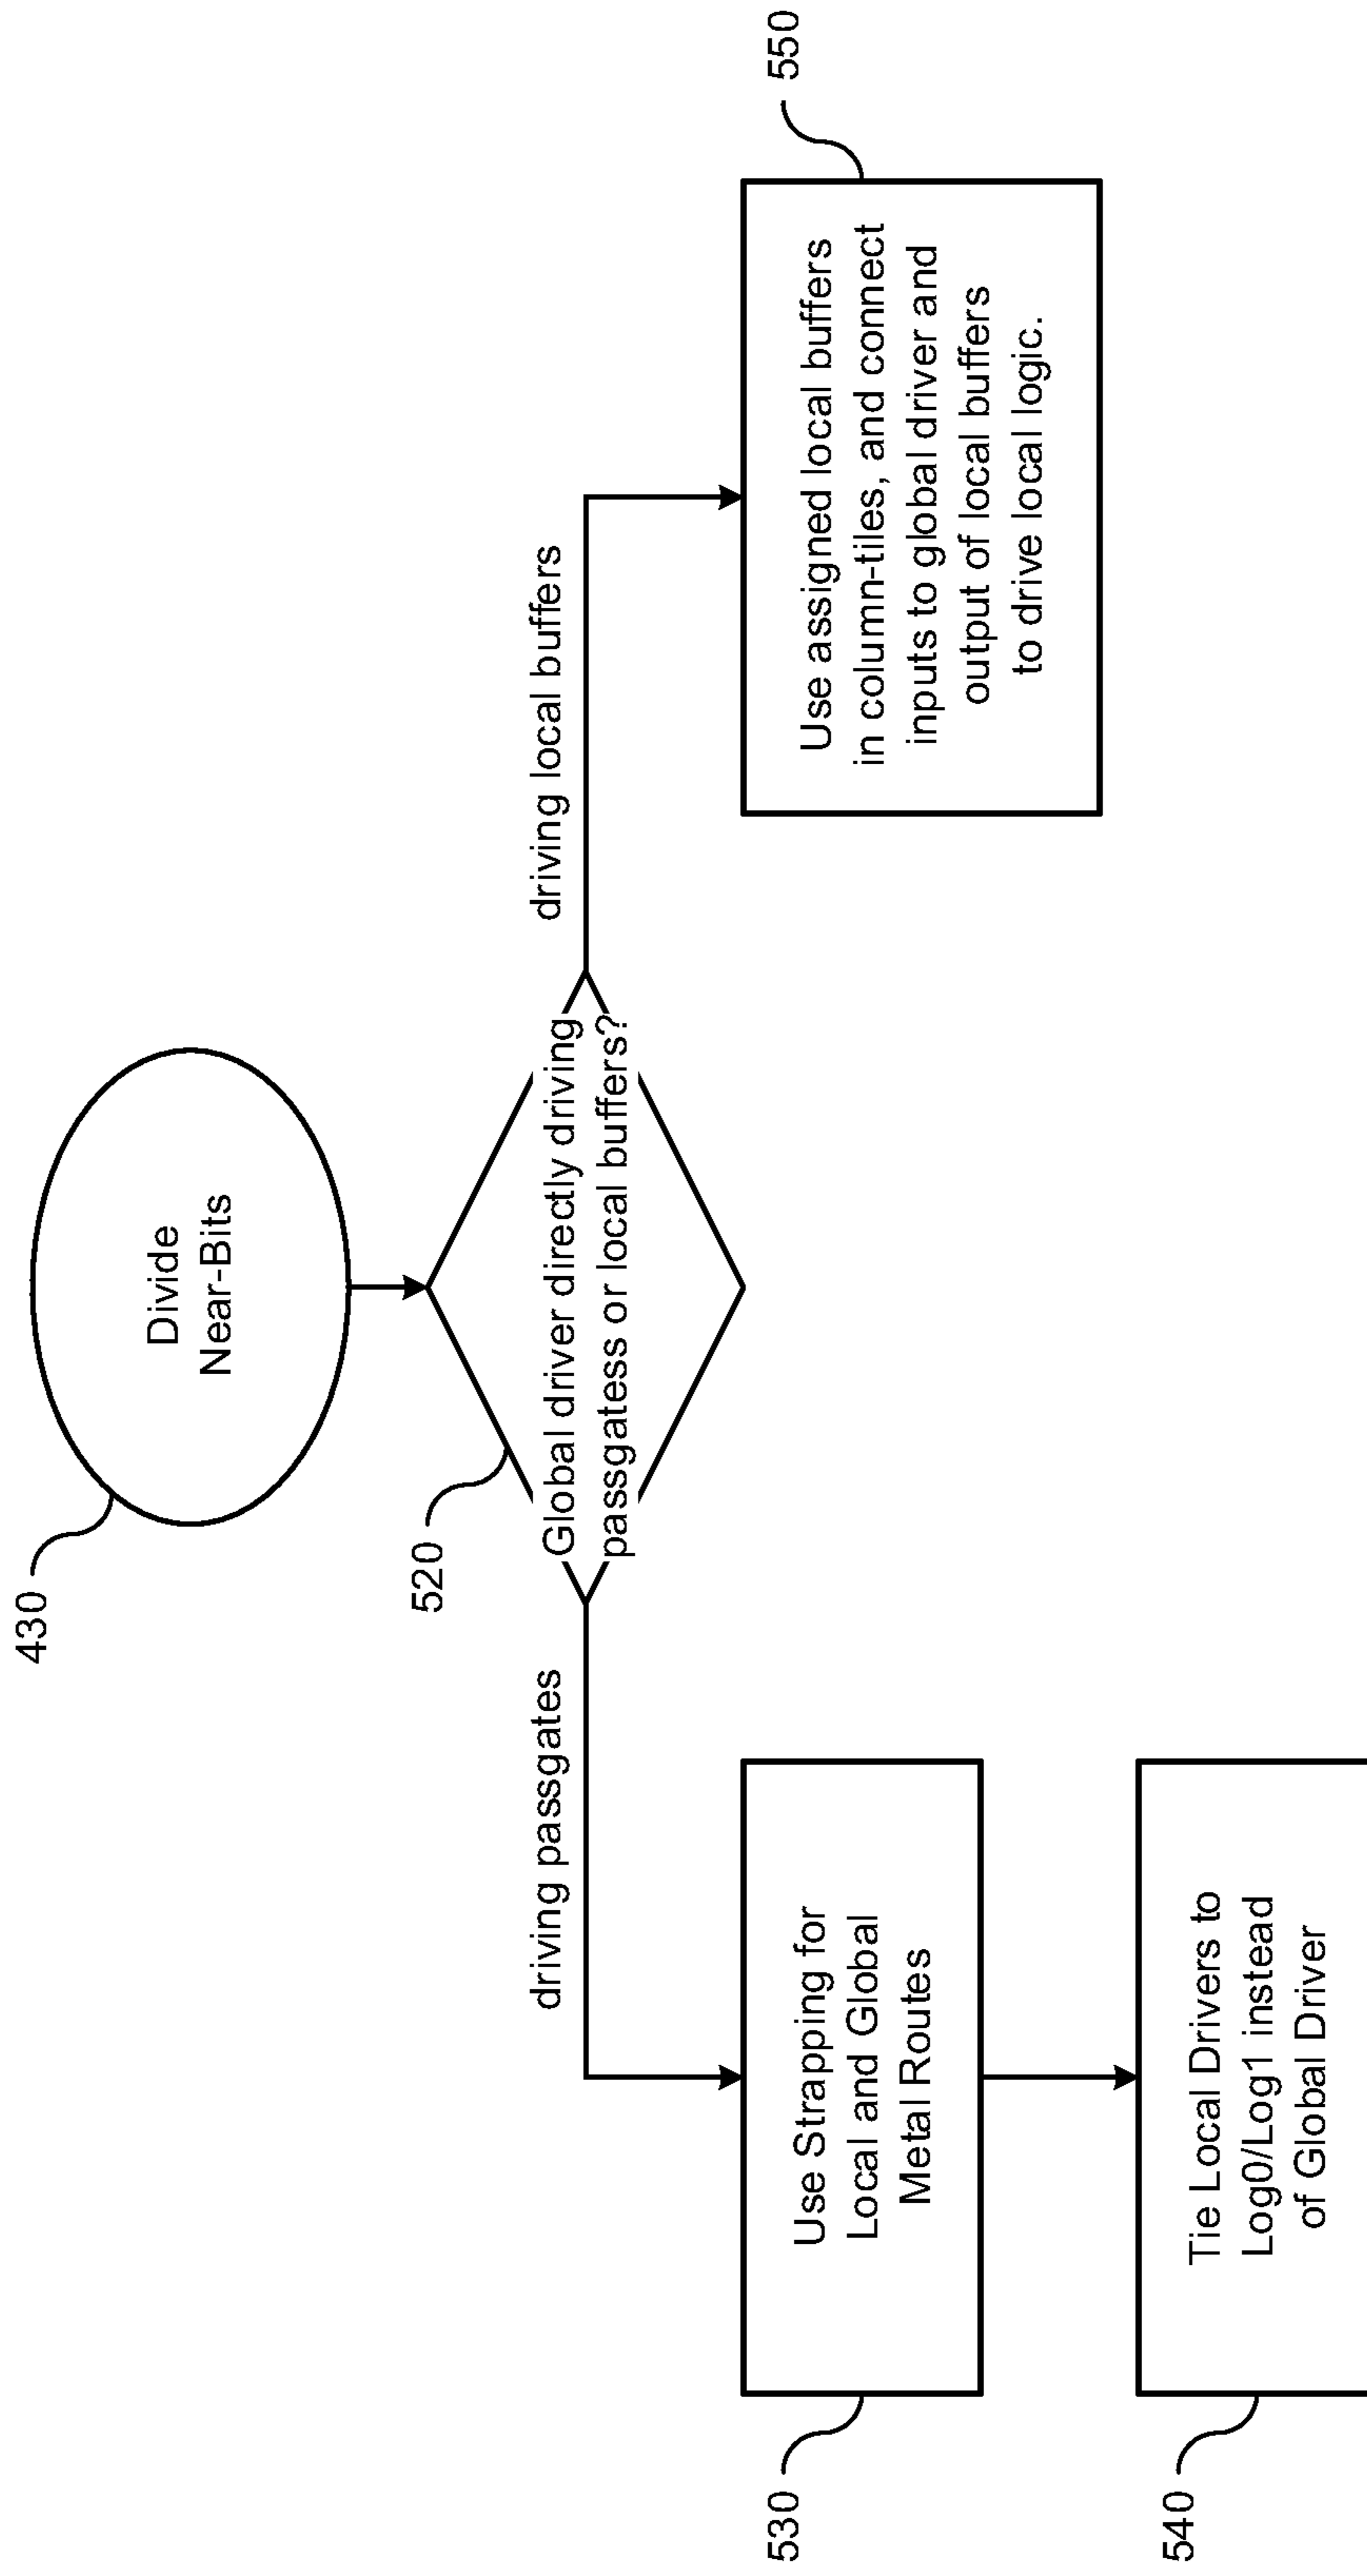 430
Divide
Near-Bits
520
Global driver directly driving
passgatess or local buffers?
driving passgates
driving local buffers
530
Use Strapping for
Local and Global
Metal Routes
550
Use assigned local buffers
in column-tiles, and connect
inputs to global driver and
output of local buffers
to drive local logic.
540
Tie Local Drivers to
Log0/Log1 instead
of Global Driver